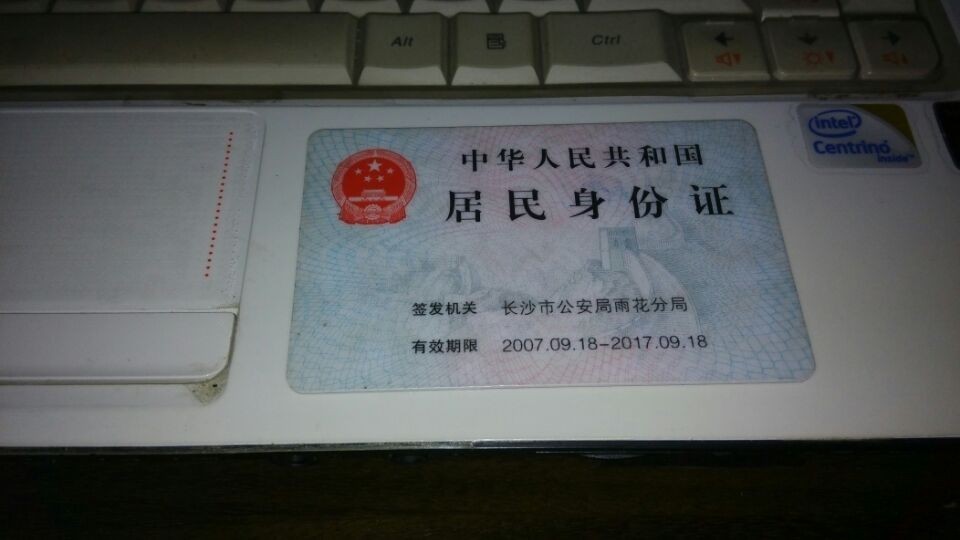 Alt
Ctrl
intel
Centrino
inside™
中华人民共和国
居民身份证
签发机关 长沙市公安局雨花分局
有效期限 2007.09.18-2017.09.18